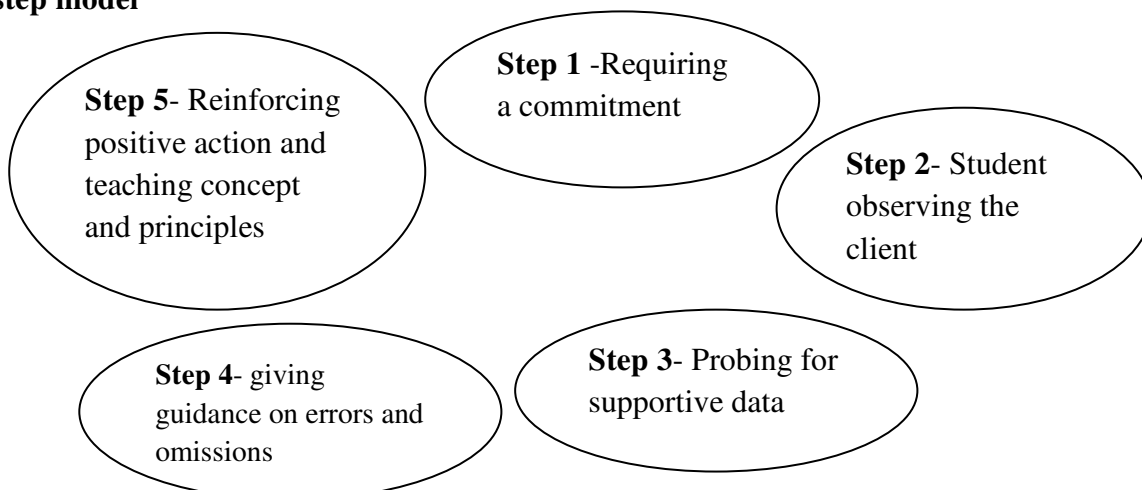 step model
Step 1 -Requiring
a commitment
Step 2- Student
observing the
client
Step 3- Probing for
supportive data
Step 4- giving
guidance on errors and
omissions
Step 5- Reinforcing
positive action and
teaching concept
and principles